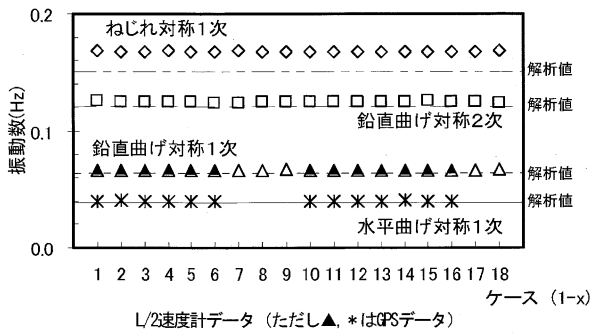 0.2
ねじれ対称1次
解析値
解析値
鉛直曲げ対称2次
振動数(Hz)
0.1
鉛直曲げ対称1次
解析値
解析値
水平曲げ対称1次
0.0
1 2 3 4 5 6 7 8 9 10 11 12 13 14 15 16 17 18
ケース (1-x)
L/2速度計データ (ただし▲, *はGPSデータ)